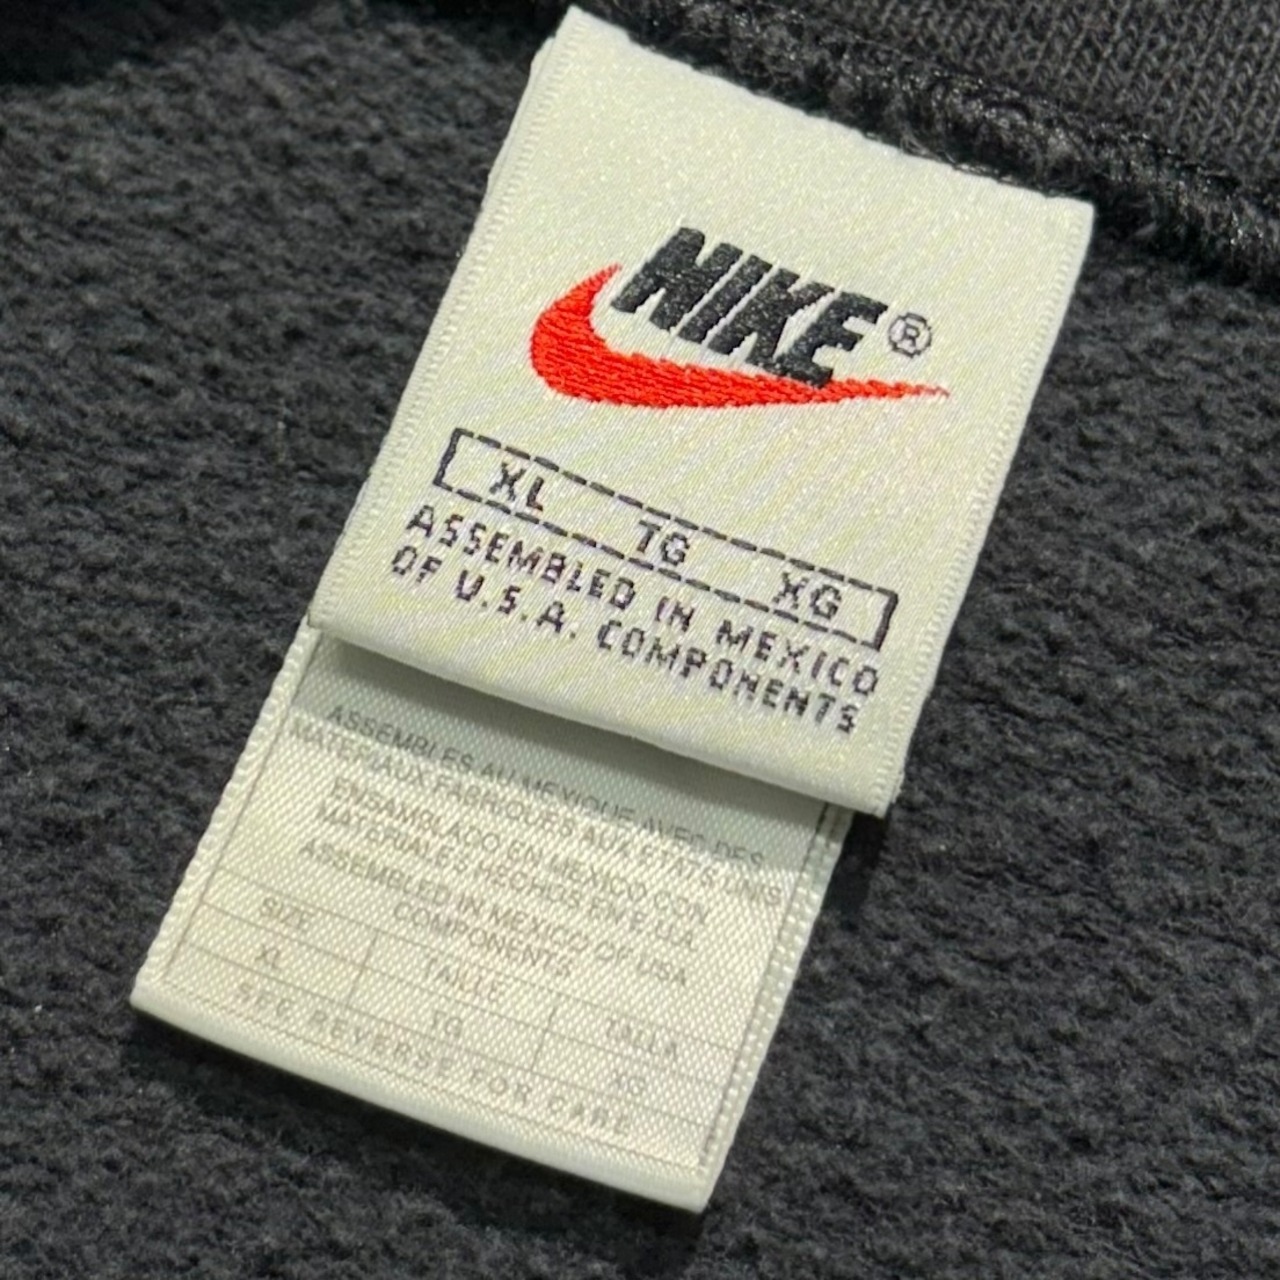 NIKE®
XL TG XG
ASSEMBLED IN MEXICO
OF U.S.A. COMPONENTS
ASSEMBLES AU MEXIQUE AVEC DES
MATERIAUX FABRIQUES AUX ETATS UNIS
ENSAMBLADO EN MEXICO CON
MATERIALES HECHOS EN E.U.A.
ASSEMBLED IN MEXICO OF USA
COMPONENTS
SIZE TAILLE TALLA
XL TG XG
SEE REVERSE FOR CARE